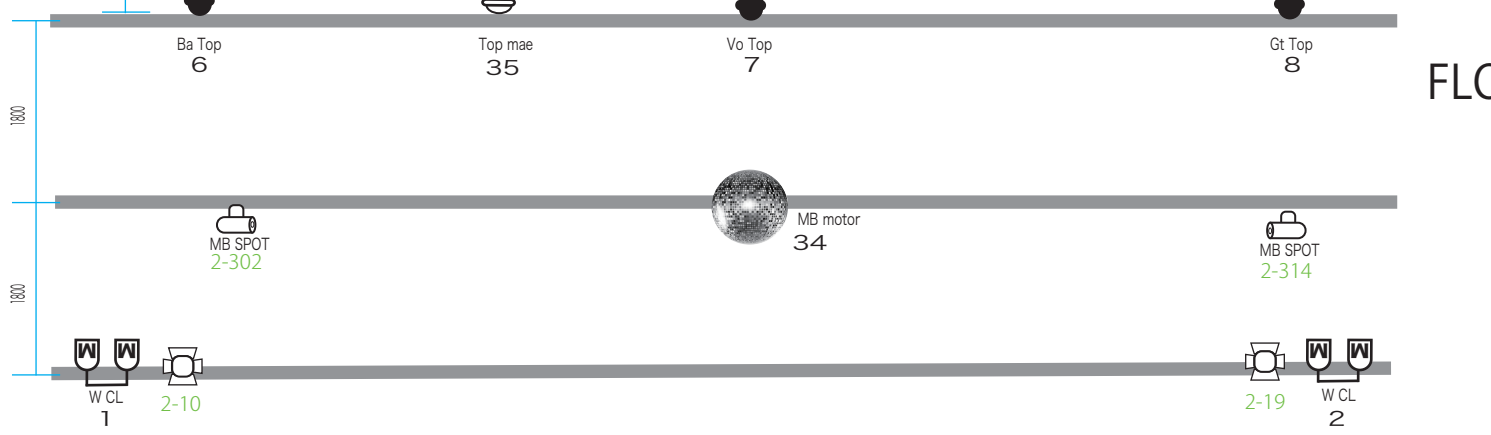 Ba Top
6
Top mae
35
Vo Top
7
Gt Top
8
FLO
1800
MB motor
34
MB SPOT
2-302
MB SPOT
2-314
1800
W CL
1
2-10
2-19
W CL
2